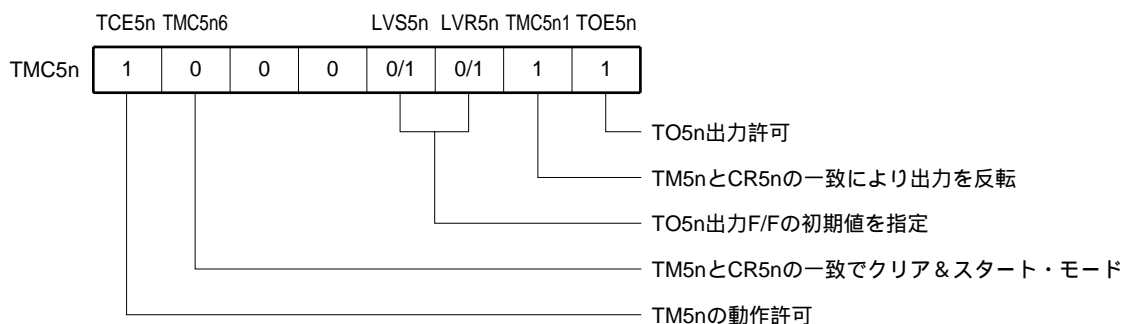 TCE5n TMC5n6 LVS5n LVR5n TMC5n1 TOE5n
TMC5n 1 0 0 0 0/1 0/1 1 1
TO5n出力許可
TM5nとCR5nの一致により出力を反転
TO5n出力F/Fの初期値を指定
TM5nとCR5nの一致でクリア&スタート・モード
TM5nの動作許可